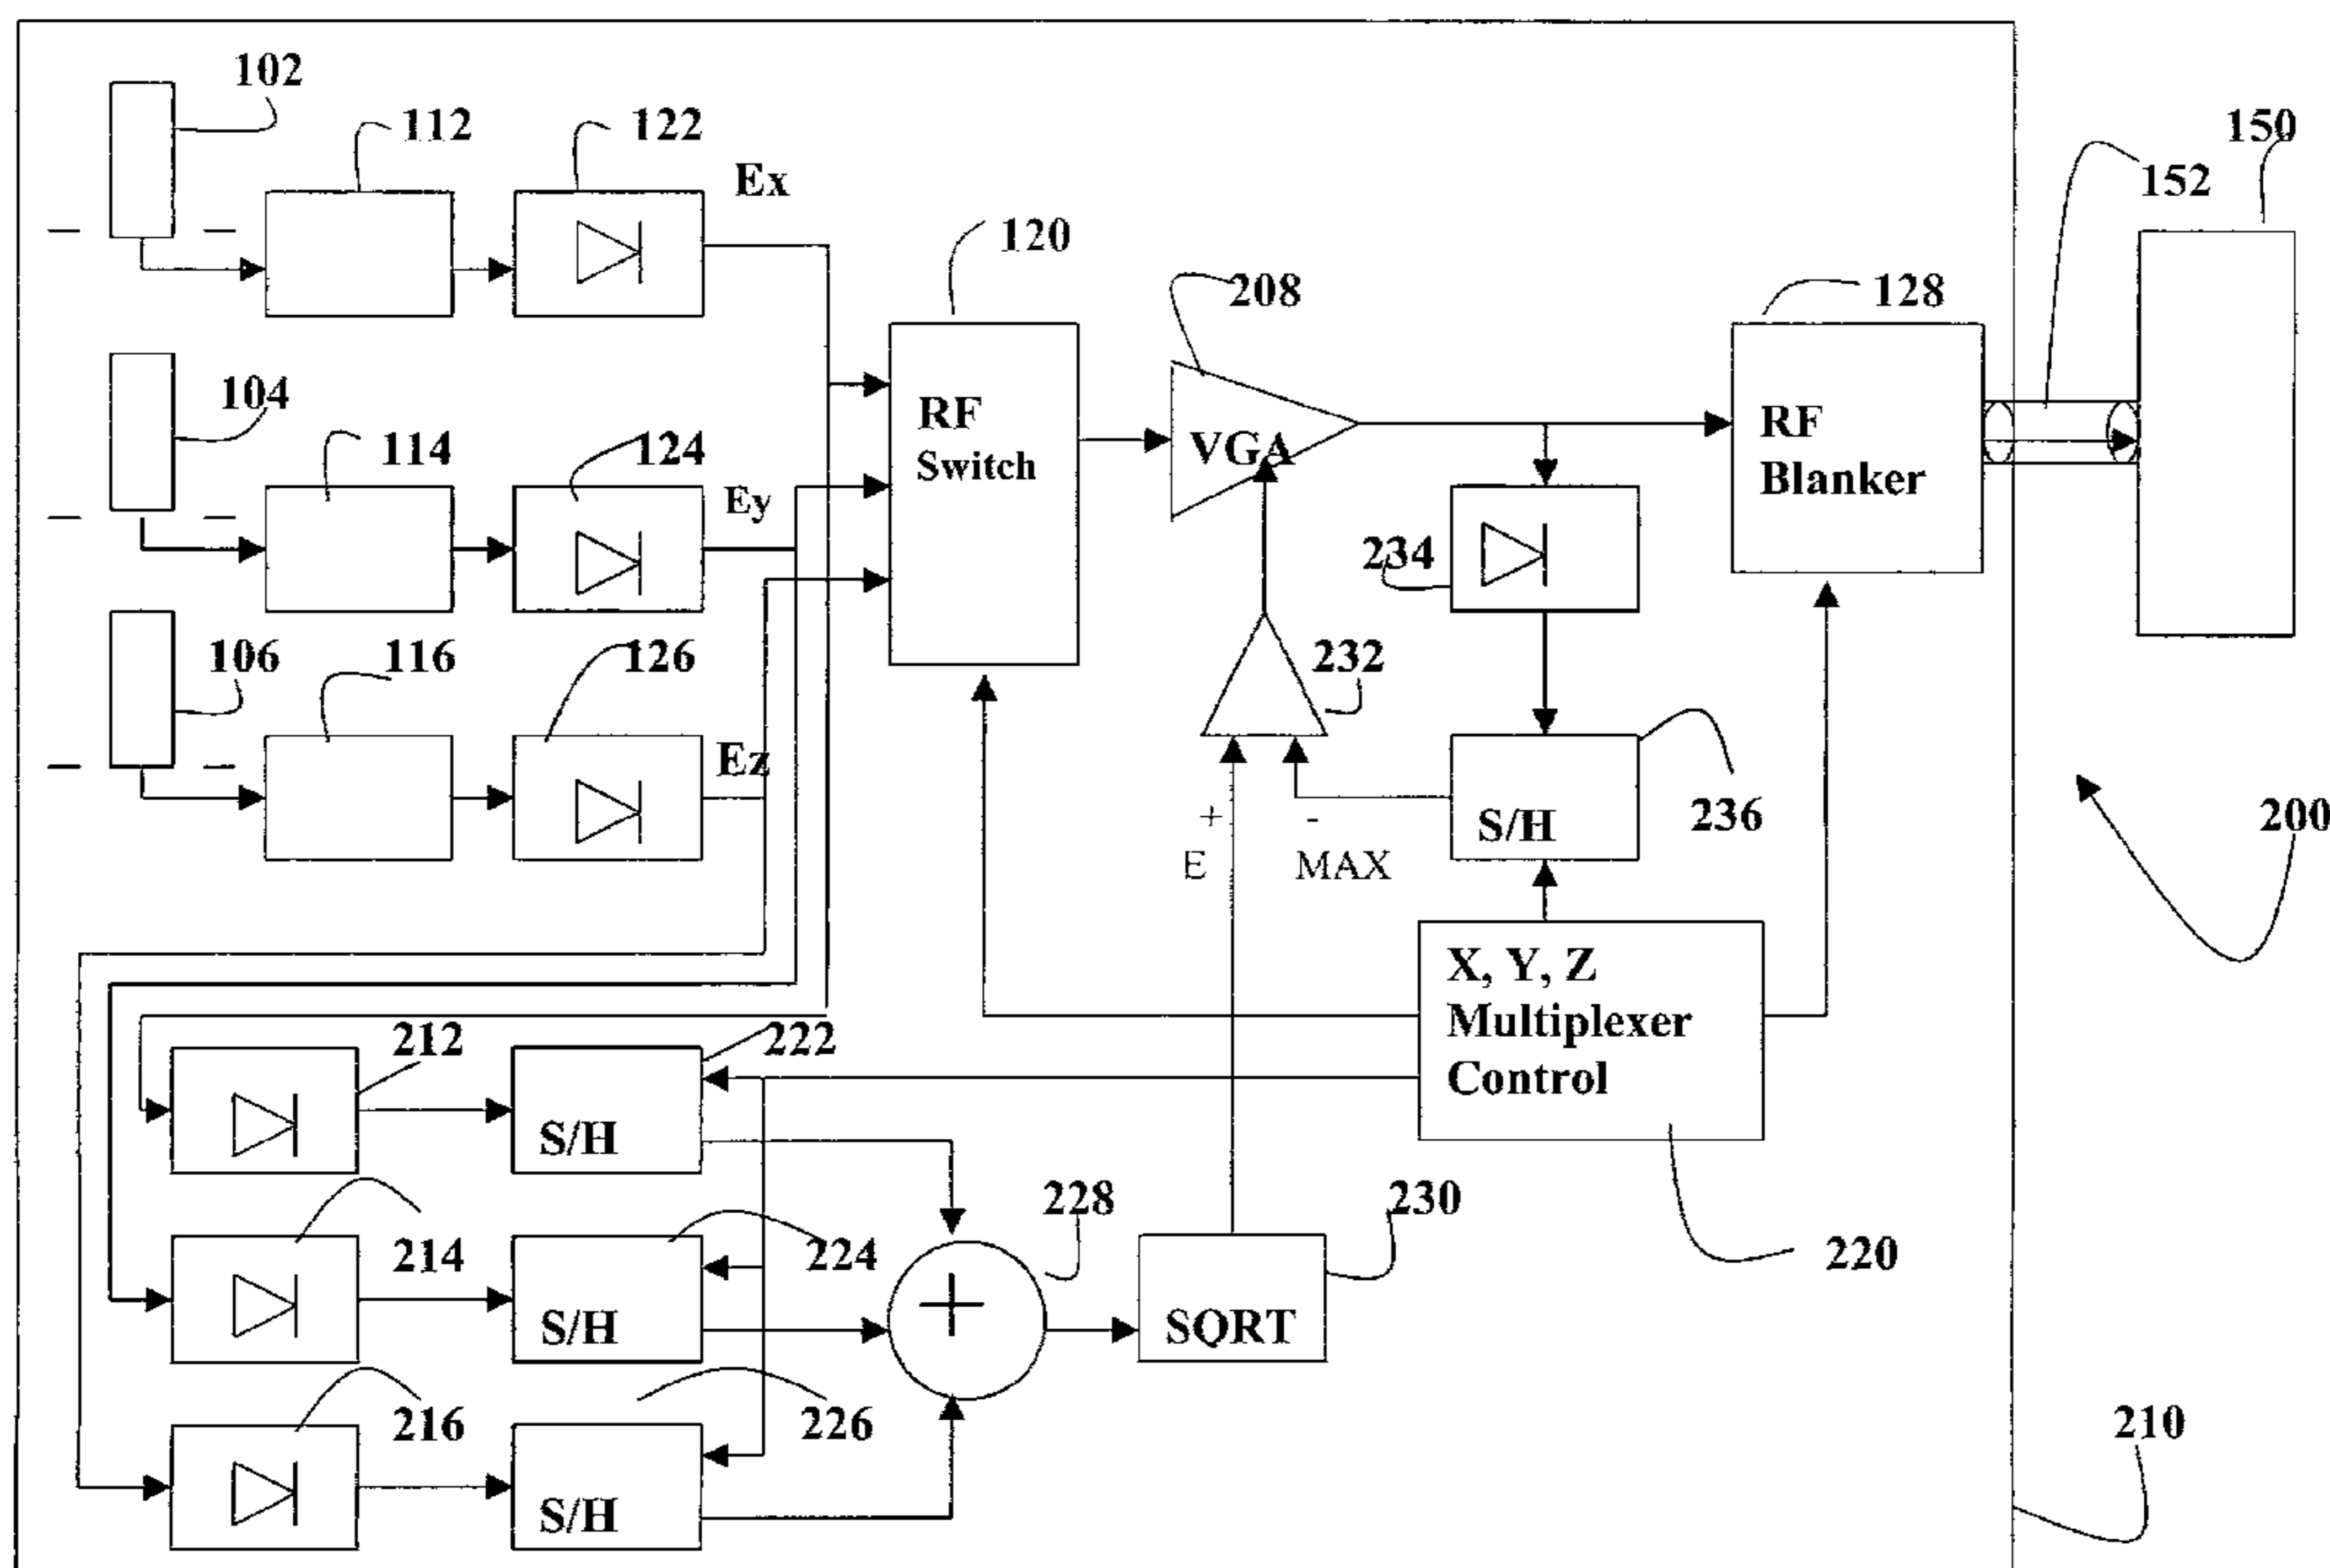 102
112
122
Ex
150
152
120
208
128
104
114
124
Ey
RF
Switch
VGA
RF
Blanker
234
106
116
126
232
Ez
S/H
236
200
+ -
E MAX
X, Y, Z
Multiplexer
Control
212
222
S/H
228
230
220
214
224
S/H
+
SQRT
216
226
210
S/H